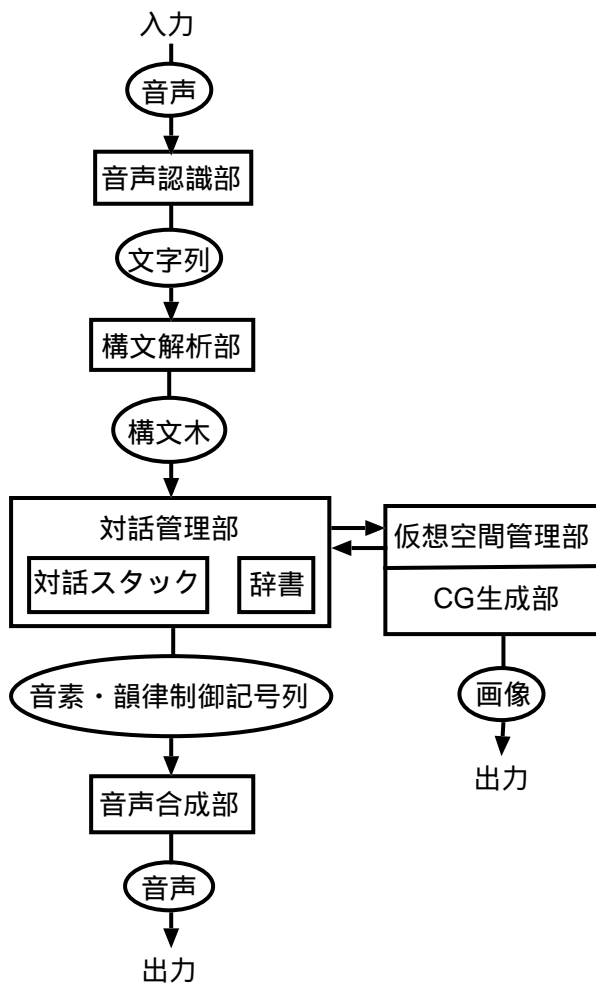 入力
音声
音声認識部
文字列
構文解析部
構文木
対話管理部
対話スタック
辞書
仮想空間管理部
CG生成部
音素・韻律制御記号列
画像
出力
音声合成部
音声
出力